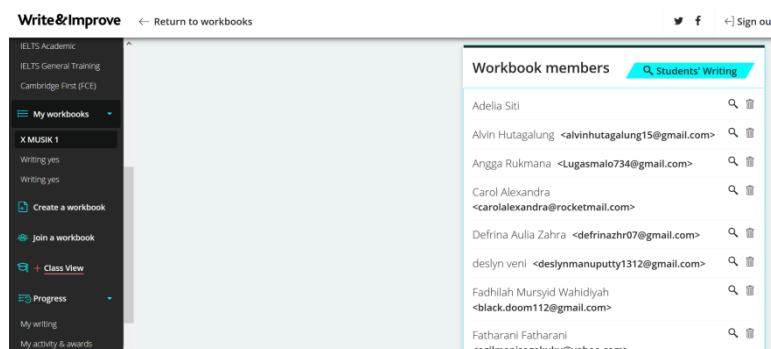 Write&Improve
← Return to workbooks
Sign ou
IELTS Academic
IELTS General Training
Cambridge First (FCE)
My workbooks
X MUSIK 1
Writing yes
Writing yes
Create a workbook
Join a workbook
+ Class View
Progress
My writing
My activity & awards
Workbook members
Students' Writing
Adelia Siti
Alvin Hutagalung <alvinhutagalung15@gmail.com>
Angga Rukmana <Lugasmalo734@gmail.com>
Carol Alexandra
<carolalexandra@rocketmail.com>
Defrina Aulia Zahra <defrinazhr07@gmail.com>
deslyn veni <deslynmanuputty1312@gmail.com>
Fadhilah Mursyid Wahidiyah
<black.doom112@gmail.com>
Fatharani Fatharani